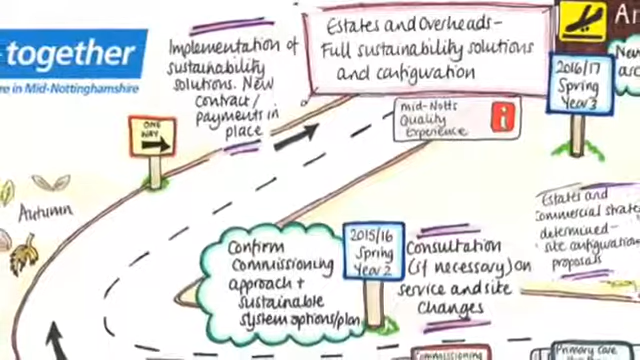 together
re in Mid-Nottinghamshire
Implementation of
sustainability
solutions. New
contract/
payments in
place
Estates and Overheads-
Full sustainability solutions
and configuration
mid-Notts
Quality
Experience
i
2016/17
Spring
Year 3
New
ONE
WAY
Autumn
Confirm
commissioning
approach +
sustainable
system options/plan
2015/16
Spring
Year 2
Consultation
(if necessary) on
service and site
changes
Estates and
Commercial strate
determined-
site configuration
proposals
Commissioning
Primary Care